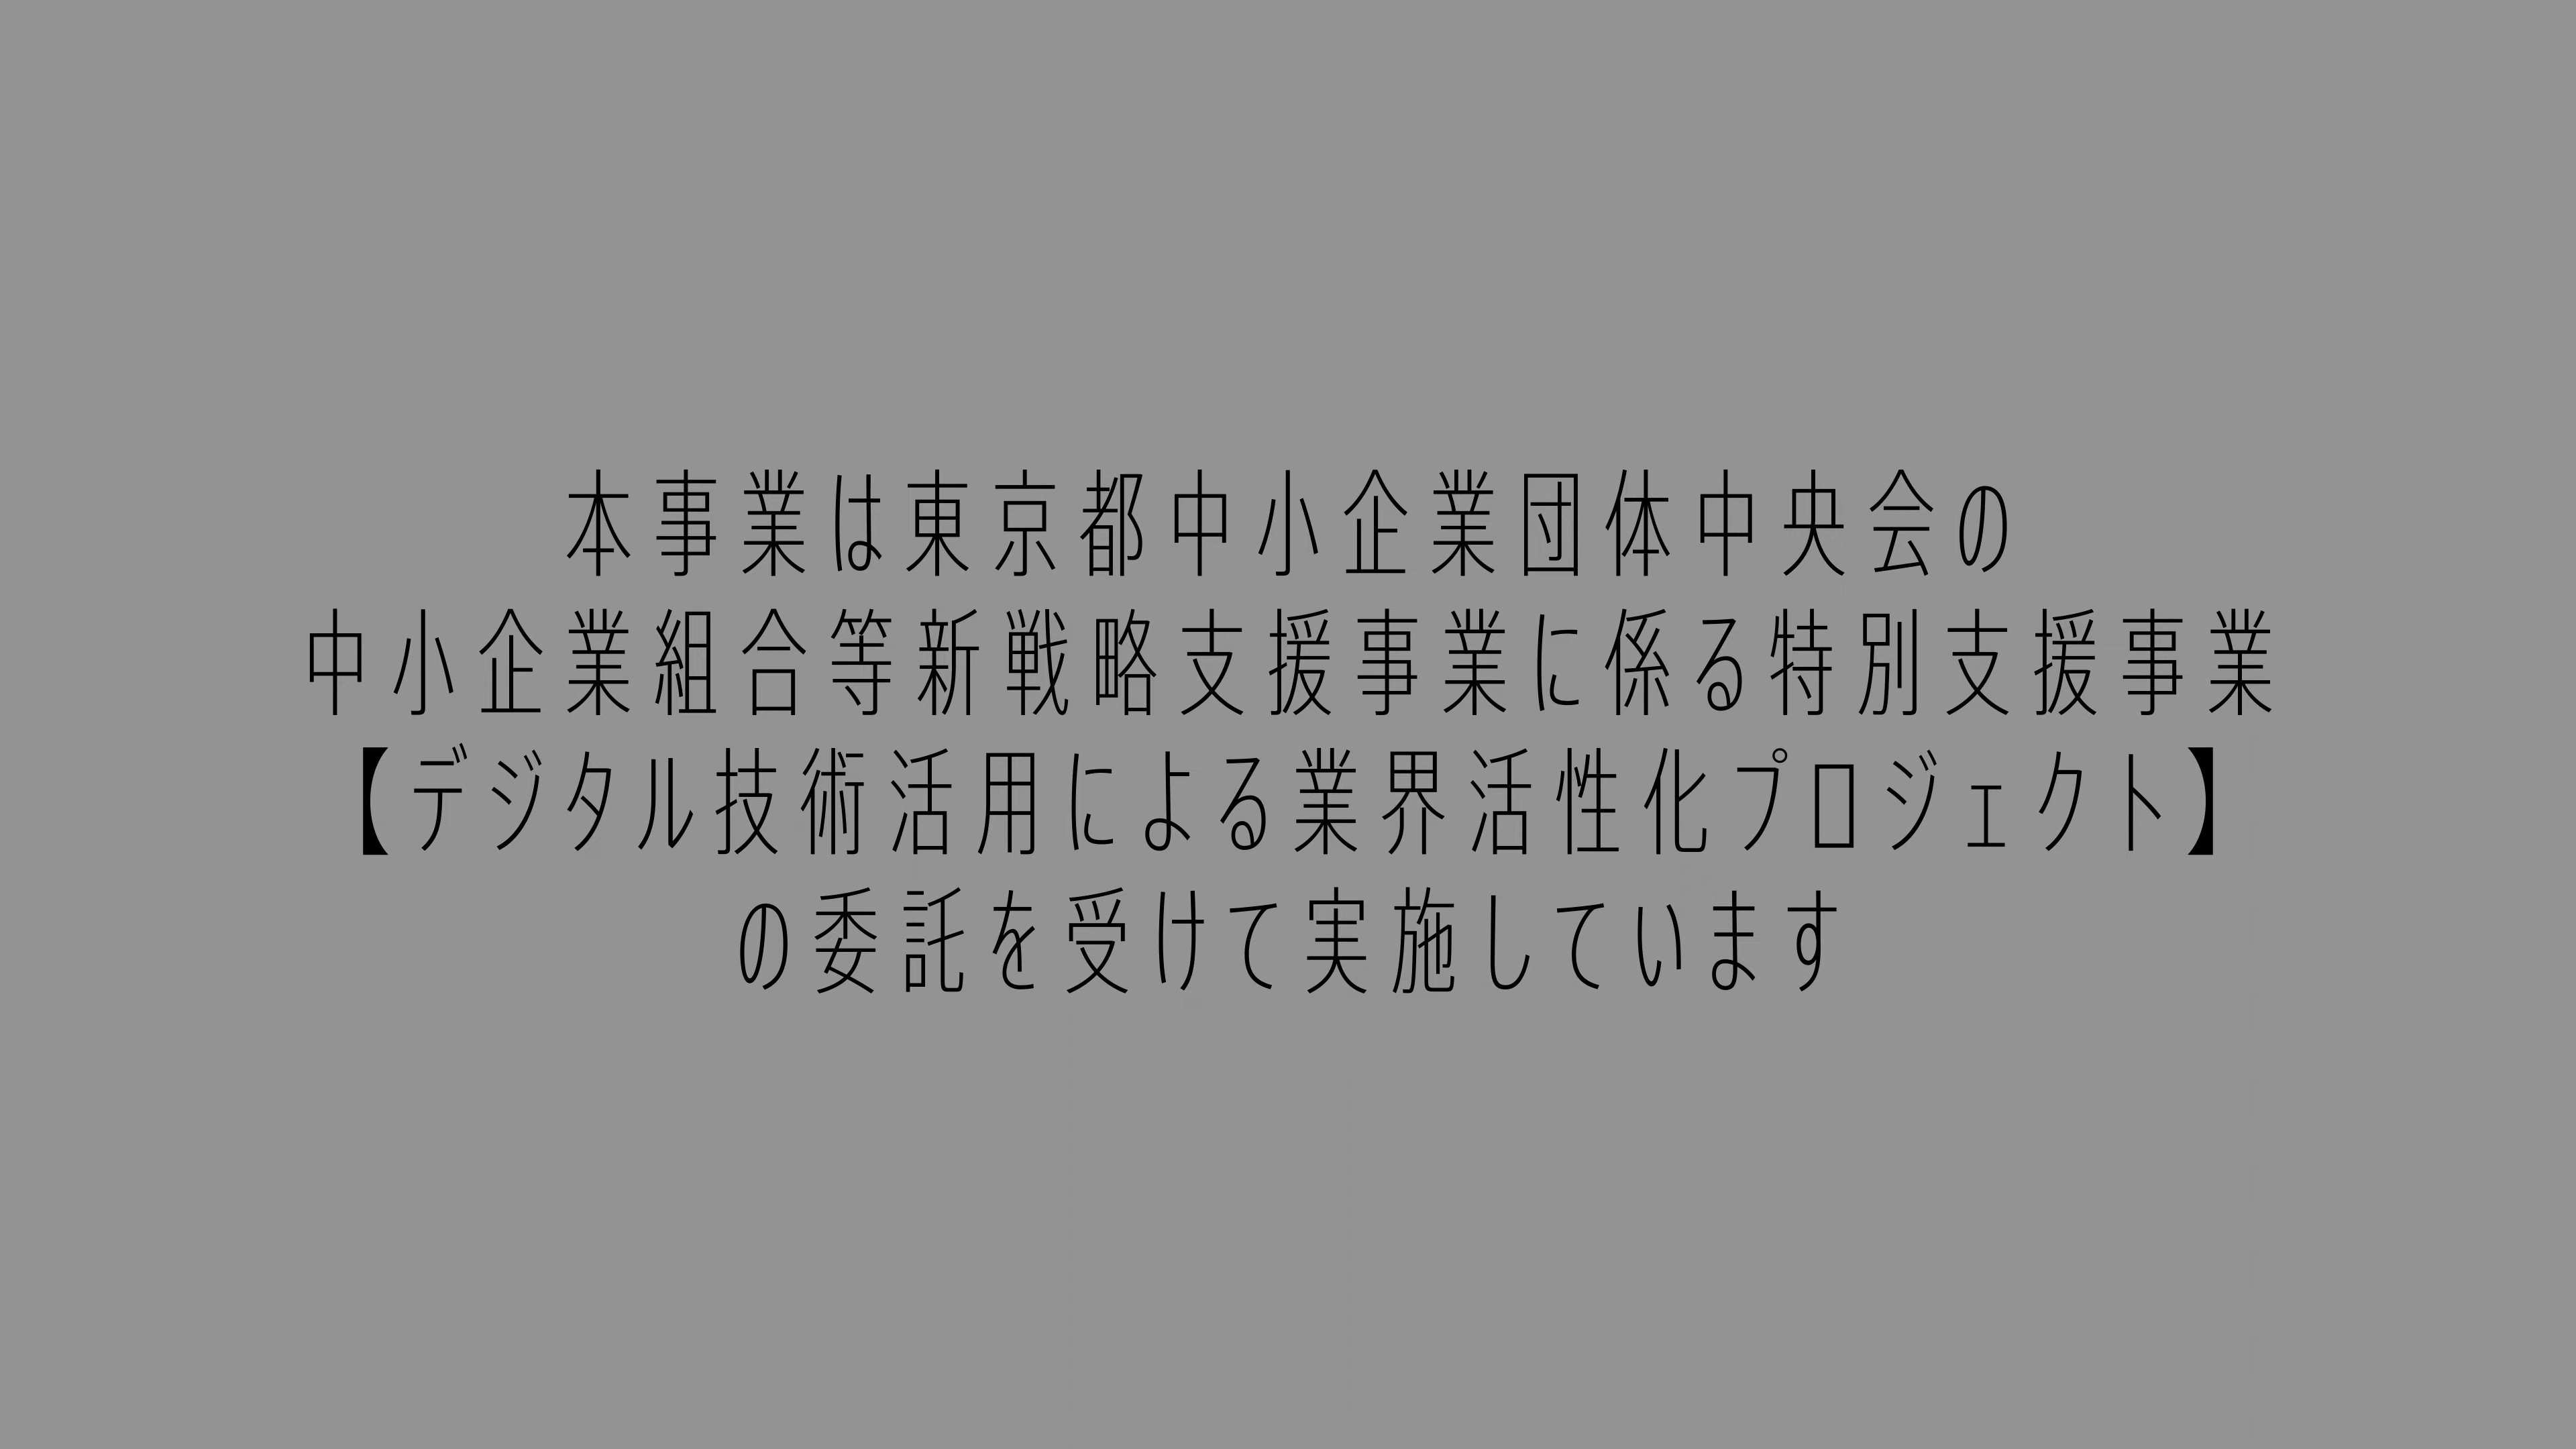 本事業は東京都中小企業団体中央会の
中小企業組合等新戦略支援事業に係る特別支援事業
【デジタル技術活用による業界活性化プロジェクト】
の委託を受けて実施しています